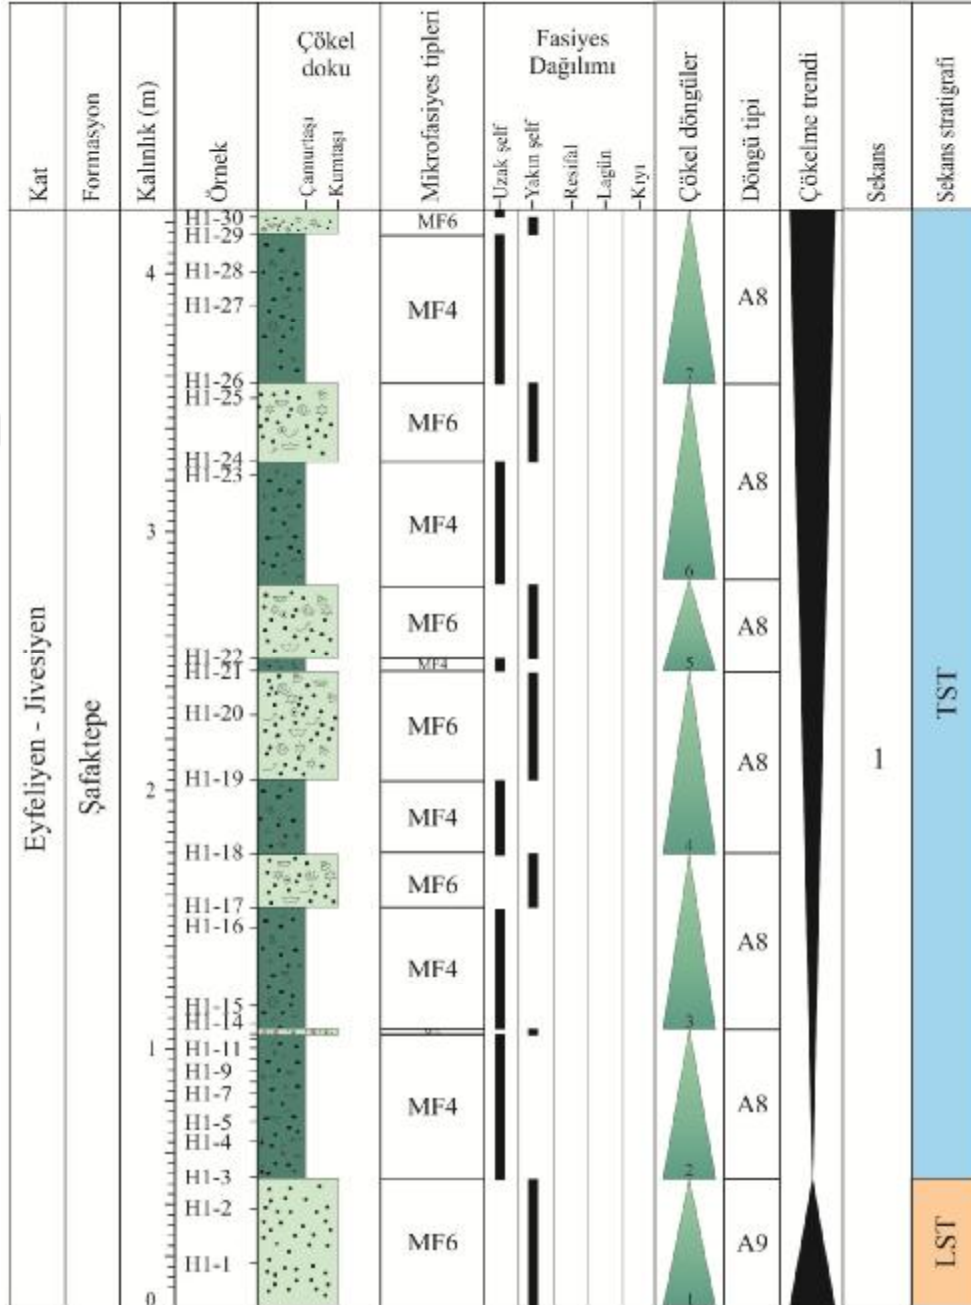 Kat
Formasyon
Kalınlık (m)
Örnek
Çökel
doku
Çamurtaşı
Kumtaşı
Mikrofasiyes tipleri
Fasiyes
Dağılımı
Uzak şelf
Yakın şelf
Resifal
Lagün
Kıyı
Çökel döngüler
Döngü tipi
Çökelme trendi
Sekans
Sekans stratigrafi
Eyfeliyen - Jivesiyen
Şafaktepe
4
3
2
1
0
H1-30
H1-29
H1-28
H1-27
H1-26
H1-25
H1-24
H1-23
H1-22
H1-21
H1-20
H1-19
H1-18
H1-17
H1-16
H1-15
H1-14
H1-11
H1-9
H1-7
H1-5
H1-4
H1-3
H1-2
H1-1
MF6
MF4
MF6
MF4
MF6
MF4
MF6
MF4
MF6
MF4
MF4
MF6
7
6
5
4
3
2
1
A8
A8
A8
A8
A8
A8
A9
1
TST
LST